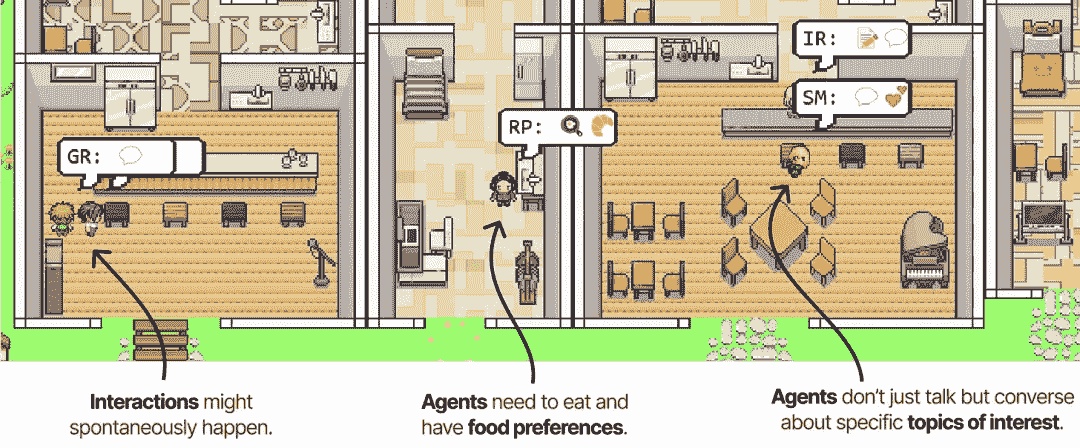 IR:
SM:
RP:
GR:
Interactions might
spontaneously happen.
Agents need to eat and
have food preferences.
Agents don't just talk but converse
about specific topics of interest.